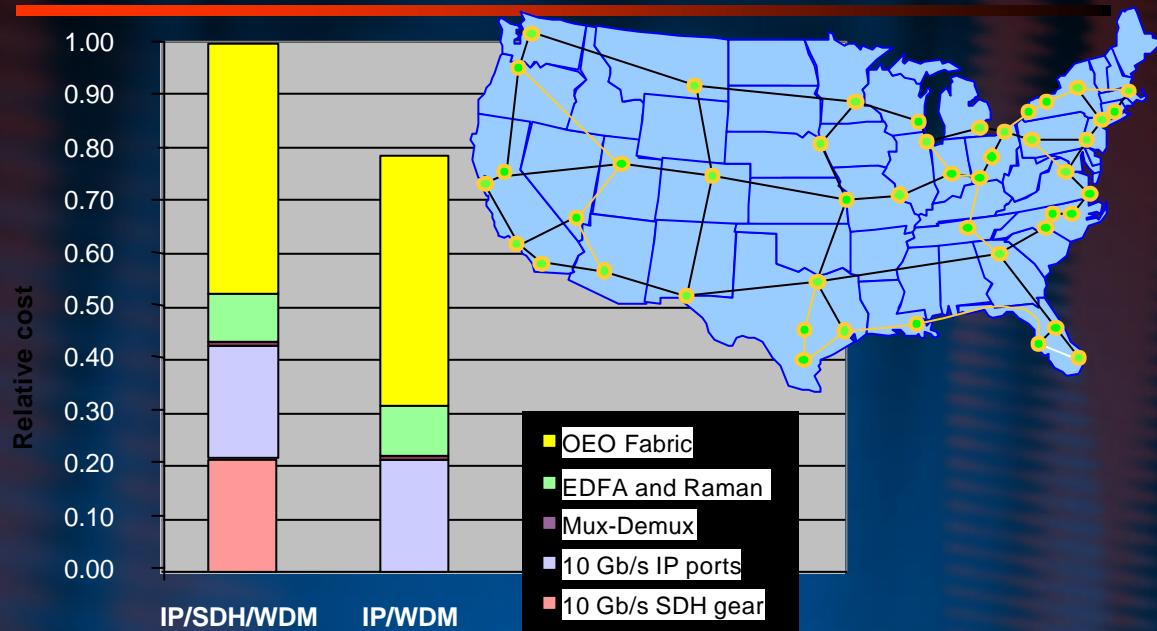 1.00
0.90
0.80
0.70
0.60
0.50
0.40
0.30
0.20
0.10
0.00
Relative cost
IP/SDH/WDM
IP/WDM
OEO Fabric
EDFA and Raman
Mux-Demux
10 Gb/s IP ports
10 Gb/s SDH gear